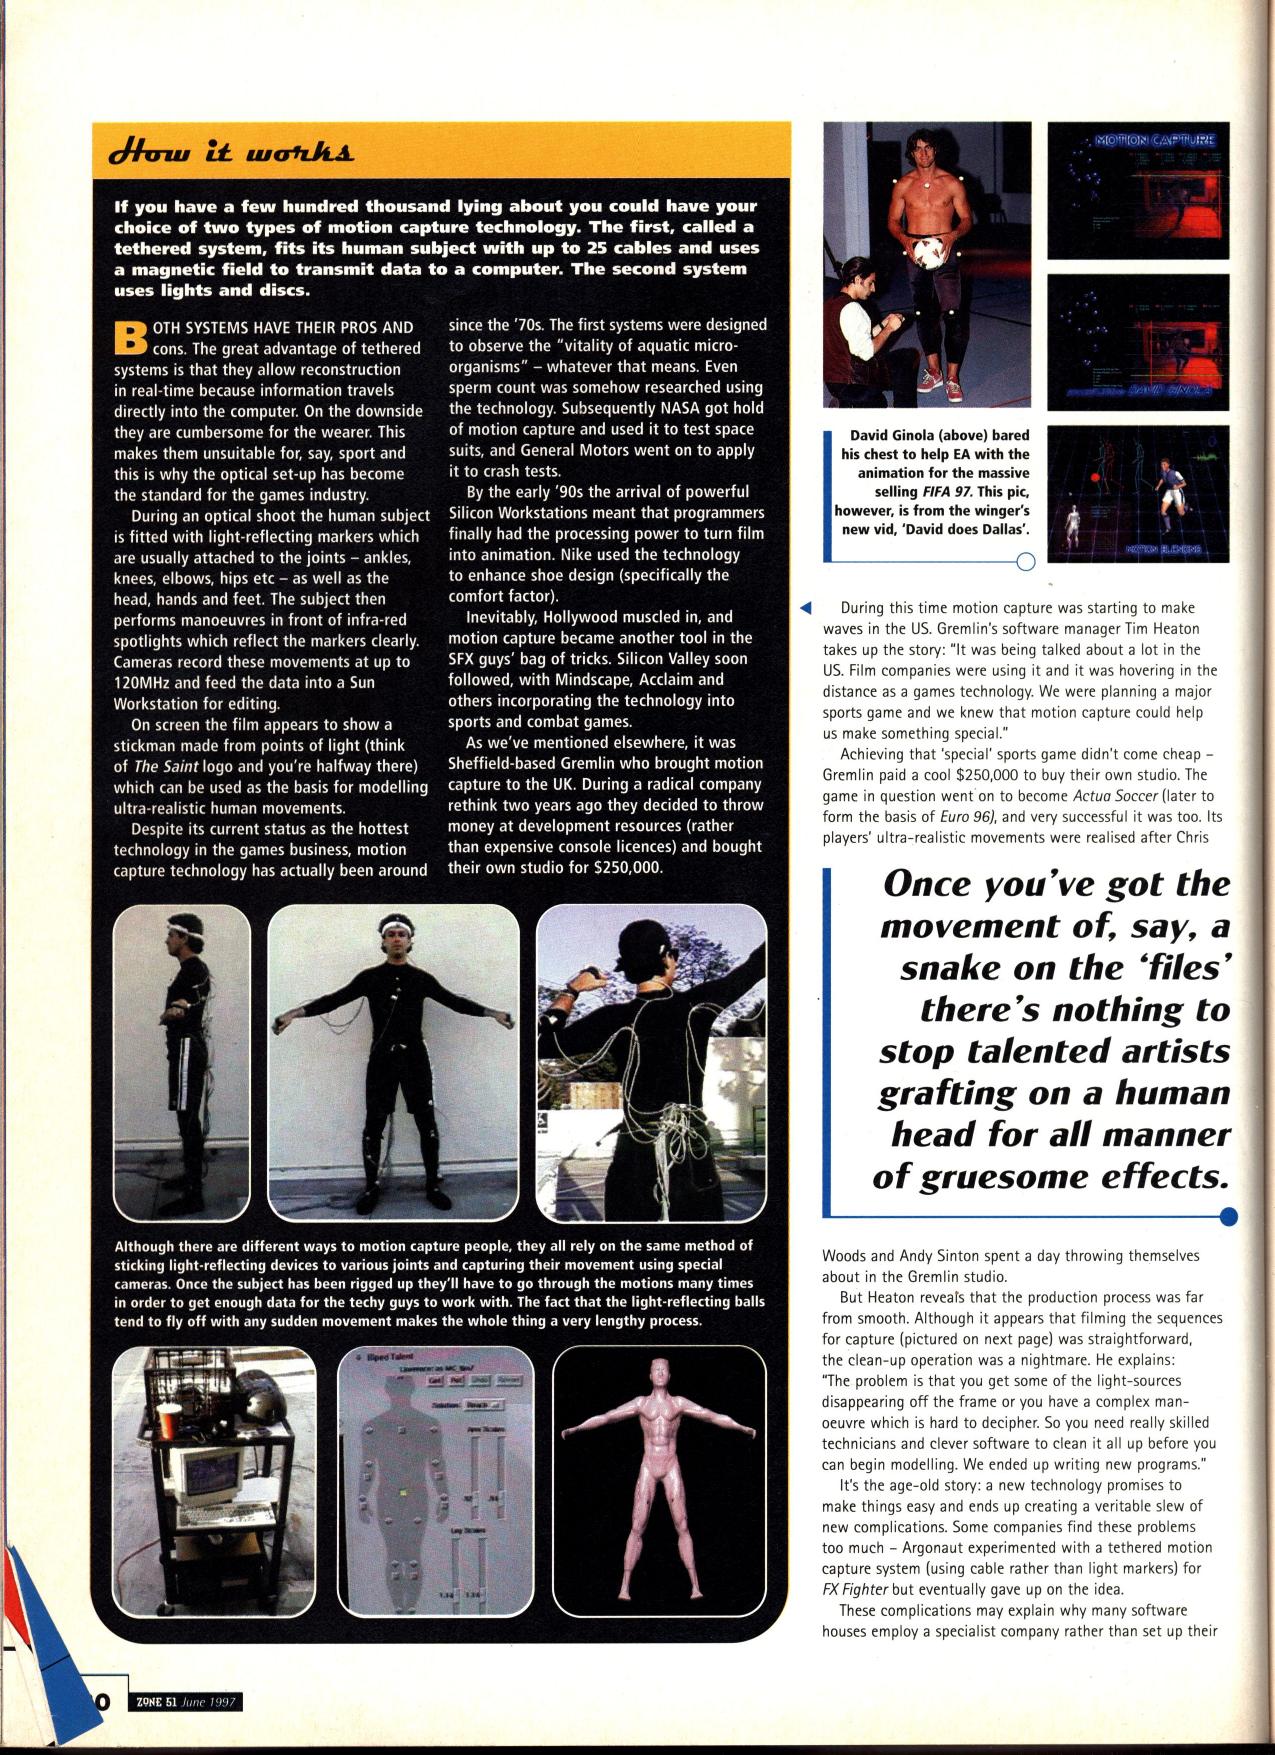 How it works
If you have a few hundred thousand lying about you could have your
choice of two types of motion capture technology. The first, called a
tethered system, fits its human subject with up to 25 cables and uses
a magnetic field to transmit data to a computer. The second system
uses lights and discs.
BOTH SYSTEMS HAVE THEIR PROS AND
cons. The great advantage of tethered
systems is that they allow reconstruction
in real-time because information travels
directly into the computer. On the downside
they are cumbersome for the wearer. This
makes them unsuitable for, say, sport and
this is why the optical set-up has become
the standard for the games industry.
During an optical shoot the human subject
is fitted with light-reflecting markers which
are usually attached to the joints – ankles,
knees, elbows, hips etc – as well as the
head, hands and feet. The subject then
performs manoeuvres in front of infra-red
spotlights which reflect the markers clearly.
Cameras record these movements at up to
120MHz and feed the data into a Sun
Workstation for editing.
On screen the film appears to show a
stickman made from points of light (think
of The Saint logo and you're halfway there)
which can be used as the basis for modelling
ultra-realistic human movements.
Despite its current status as the hottest
technology in the games business, motion
capture technology has actually been around
since the '70s. The first systems were designed
to observe the "vitality of aquatic micro-
organisms" – whatever that means. Even
sperm count was somehow researched using
the technology. Subsequently NASA got hold
of motion capture and used it to test space
suits, and General Motors went on to apply
it to crash tests.
By the early '90s the arrival of powerful
Silicon Workstations meant that programmers
finally had the processing power to turn film
into animation. Nike used the technology
to enhance shoe design (specifically the
comfort factor).
Inevitably, Hollywood muscled in, and
motion capture became another tool in the
SFX guys' bag of tricks. Silicon Valley soon
followed, with Mindscape, Acclaim and
others incorporating the technology into
sports and combat games.
As we've mentioned elsewhere, it was
Sheffield-based Gremlin who brought motion
capture to the UK. During a radical company
rethink two years ago they decided to throw
money at development resources (rather
than expensive console licences) and bought
their own studio for $250,000.
Although there are different ways to motion capture people, they all rely on the same method of
sticking light-reflecting devices to various joints and capturing their movement using special
cameras. Once the subject has been rigged up they'll have to go through the motions many times
in order to get enough data for the techy guys to work with. The fact that the light-reflecting balls
tend to fly off with any sudden movement makes the whole thing a very lengthy process.
Biped Talent
Get Put Undo
Arm Scales
Leg Scales
MOTION CAPTURE
DAVID GINOLA
MOTION BLENDING
David Ginola (above) bared
his chest to help EA with the
animation for the massive
selling FIFA 97. This pic,
however, is from the winger's
new vid, 'David does Dallas'.
During this time motion capture was starting to make
waves in the US. Gremlin's software manager Tim Heaton
takes up the story: "It was being talked about a lot in the
US. Film companies were using it and it was hovering in the
distance as a games technology. We were planning a major
sports game and we knew that motion capture could help
us make something special."
Achieving that 'special' sports game didn't come cheap –
Gremlin paid a cool $250,000 to buy their own studio. The
game in question went on to become Actua Soccer (later to
form the basis of Euro 96), and very successful it was too. Its
players' ultra-realistic movements were realised after Chris
Once you've got the
movement of, say, a
snake on the 'files'
there's nothing to
stop talented artists
grafting on a human
head for all manner
of gruesome effects.
Woods and Andy Sinton spent a day throwing themselves
about in the Gremlin studio.
But Heaton reveals that the production process was far
from smooth. Although it appears that filming the sequences
for capture (pictured on next page) was straightforward,
the clean-up operation was a nightmare. He explains:
"The problem is that you get some of the light-sources
disappearing off the frame or you have a complex man-
oeuvre which is hard to decipher. So you need really skilled
technicians and clever software to clean it all up before you
can begin modelling. We ended up writing new programs."
It's the age-old story: a new technology promises to
make things easy and ends up creating a veritable slew of
new complications. Some companies find these problems
too much – Argonaut experimented with a tethered motion
capture system (using cable rather than light markers) for
FX Fighter but eventually gave up on the idea.
These complications may explain why many software
houses employ a specialist company rather than set up their
0 ZONE 51 June 1997